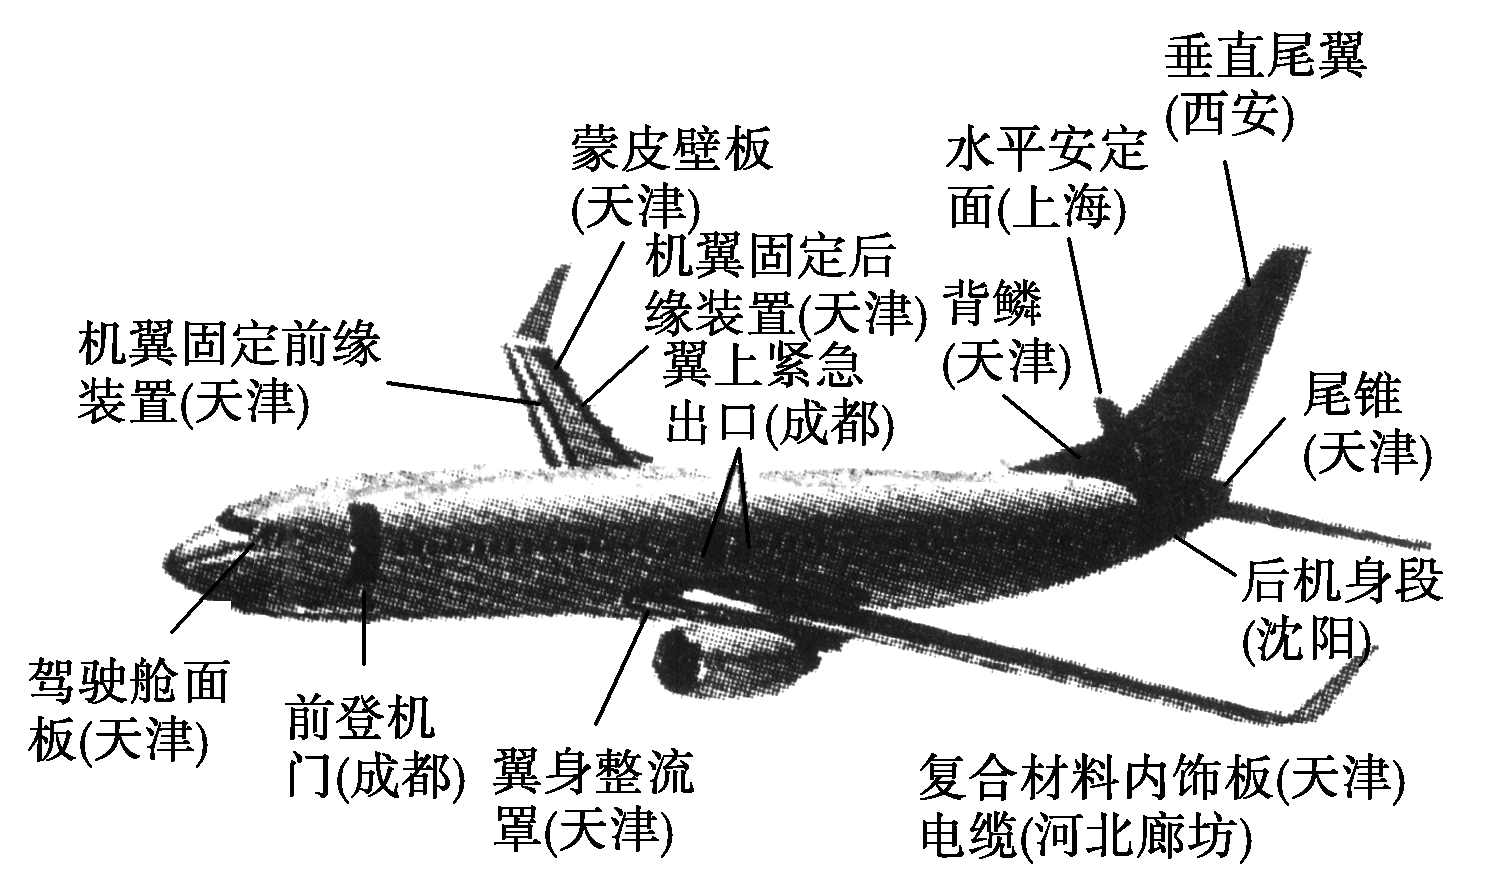 垂直尾翼
(西安)
水平安定
面(上海)
蒙皮壁板
(天津)
机翼固定后
缘装置(天津)
背鳞
(天津)
机翼固定前缘
装置(天津)
翼上紧急
出口(成都)
尾锥
(天津)
后机身段
(沈阳)
驾驶舱面
板(天津)
前登机
门(成都)
翼身整流
罩(天津)
复合材料内饰板(天津)
电缆(河北廊坊)